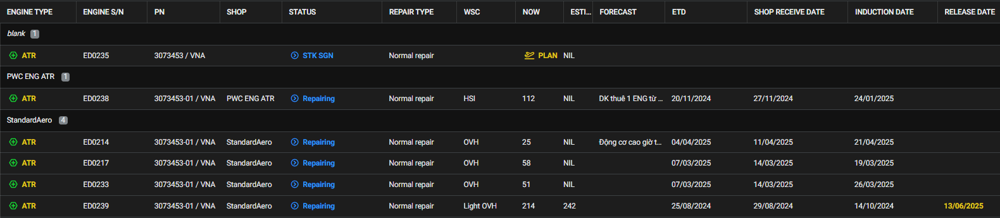 ENGINE TYPE ENGINE S/N PN SHOP STATUS REPAIR TYPE WSC NOW ESTI... FORECAST ETD SHOP RECEIVE DATE INDUCTION DATE RELEASE DATE
blank 1
ATR ED0235 3073453 / VNA STK SGN Normal repair PLAN NIL
PWC ENG ATR 1
ATR ED0238 3073453-01 / VNA PWC ENG ATR Repairing Normal repair HSI 112 NIL DK thuê 1 ENG từ ... 20/11/2024 27/11/2024 24/01/2025
StandardAero 4
ATR ED0214 3073453-01 / VNA StandardAero Repairing Normal repair OVH 25 NIL Động cơ cao giờ t... 04/04/2025 11/04/2025 21/04/2025
ATR ED0217 3073453-01 / VNA StandardAero Repairing Normal repair OVH 58 NIL 07/03/2025 14/03/2025 19/03/2025
ATR ED0233 3073453-01 / VNA StandardAero Repairing Normal repair OVH 51 NIL 07/03/2025 14/03/2025 26/03/2025
ATR ED0239 3073453-01 / VNA StandardAero Repairing Normal repair Light OVH 214 242 25/08/2024 29/08/2024 14/10/2024 13/06/2025